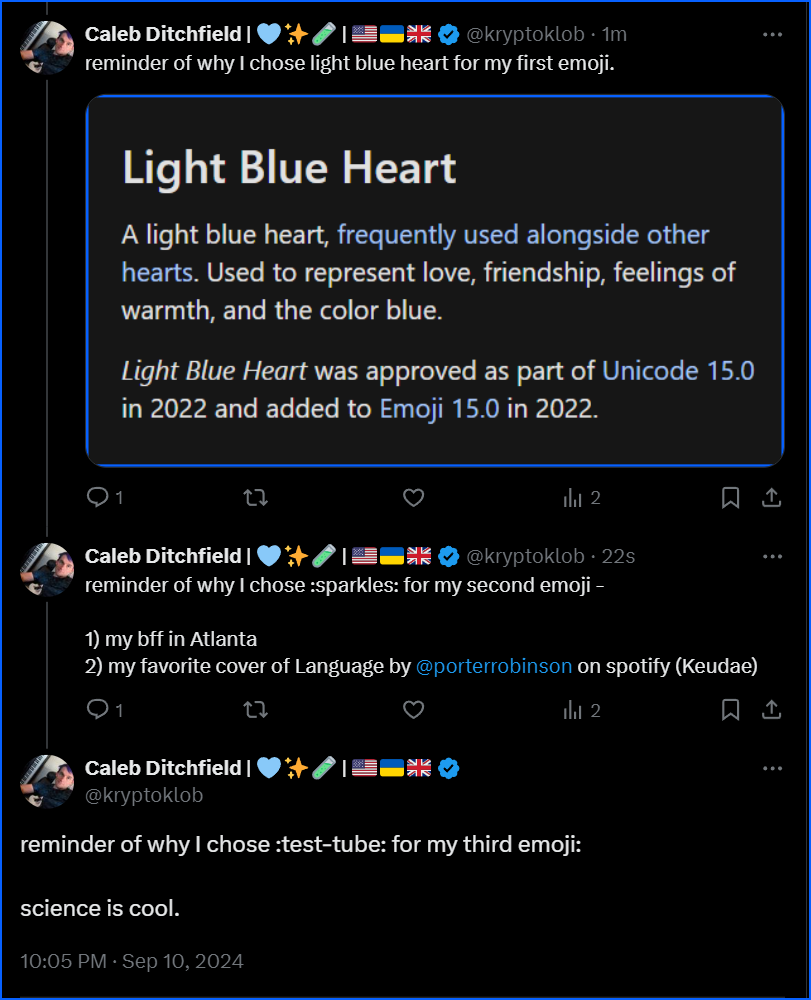 Caleb Ditchfield | 🩵✨🧪 | 🇺🇸🇺🇦🇬🇧 @kryptoklob · 1m
reminder of why I chose light blue heart for my first emoji.
Light Blue Heart
A light blue heart, frequently used alongside other
hearts. Used to represent love, friendship, feelings of
warmth, and the color blue.
Light Blue Heart was approved as part of Unicode 15.0
in 2022 and added to Emoji 15.0 in 2022.
1 2
Caleb Ditchfield | 🩵✨🧪 | 🇺🇸🇺🇦🇬🇧 @kryptoklob · 22s
reminder of why I chose :sparkles: for my second emoji -
1) my bff in Atlanta
2) my favorite cover of Language by @porterrobinson on spotify (Keudae)
1 2
Caleb Ditchfield | 🩵✨🧪 | 🇺🇸🇺🇦🇬🇧
@kryptoklob
reminder of why I chose :test-tube: for my third emoji:
science is cool.
10:05 PM · Sep 10, 2024